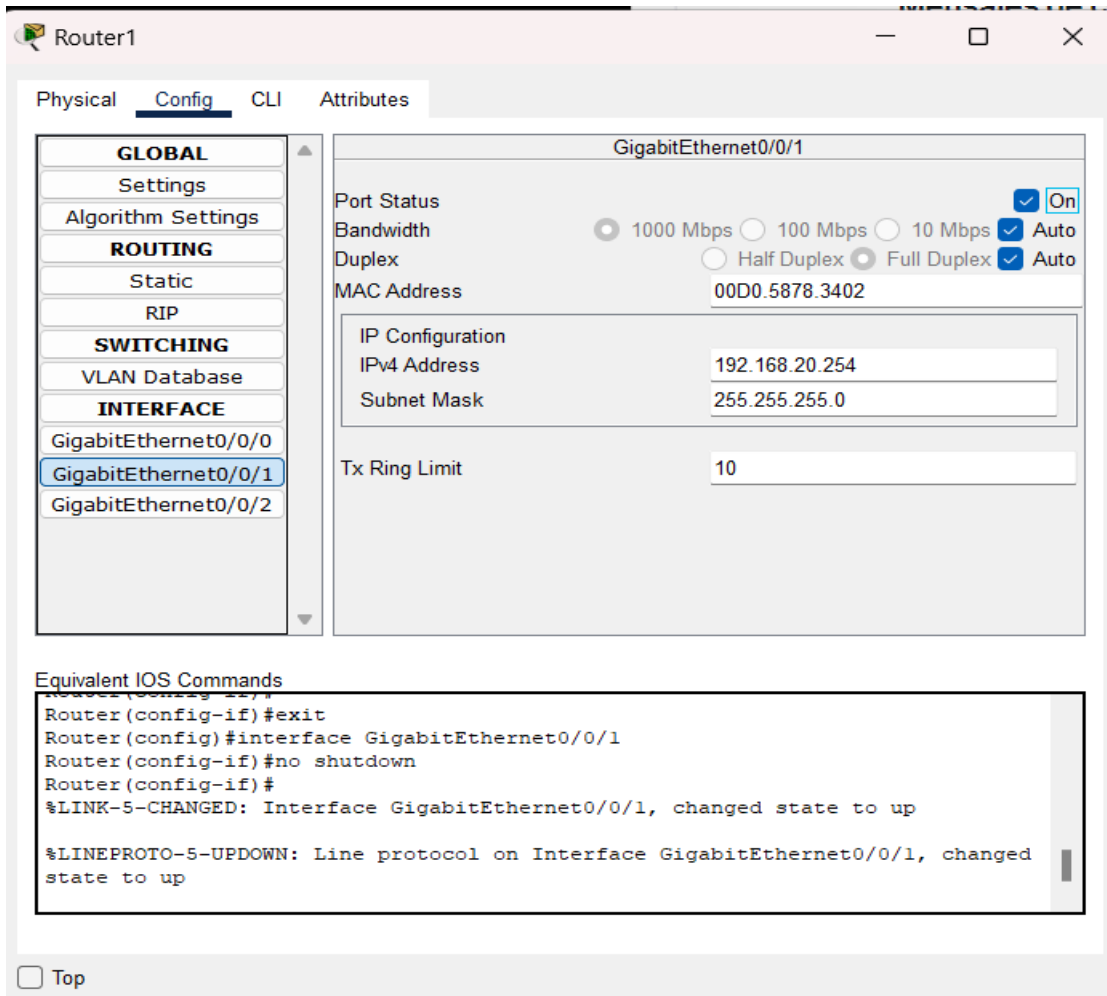 Router1
Physical Config CLI Attributes
GLOBAL
Settings
Algorithm Settings
ROUTING
Static
RIP
SWITCHING
VLAN Database
INTERFACE
GigabitEthernet0/0/0
GigabitEthernet0/0/1
GigabitEthernet0/0/2
GigabitEthernet0/0/1
Port Status On
Bandwidth 1000 Mbps 100 Mbps 10 Mbps Auto
Duplex Half Duplex Full Duplex Auto
MAC Address 00D0.5878.3402
IP Configuration
IPv4 Address 192.168.20.254
Subnet Mask 255.255.255.0
Tx Ring Limit 10
Equivalent IOS Commands
Router(config-if)#exit
Router(config)#interface GigabitEthernet0/0/1
Router(config-if)#no shutdown
Router(config-if)#
%LINK-5-CHANGED: Interface GigabitEthernet0/0/1, changed state to up
%LINEPROTO-5-UPDOWN: Line protocol on Interface GigabitEthernet0/0/1, changed
state to up
Top